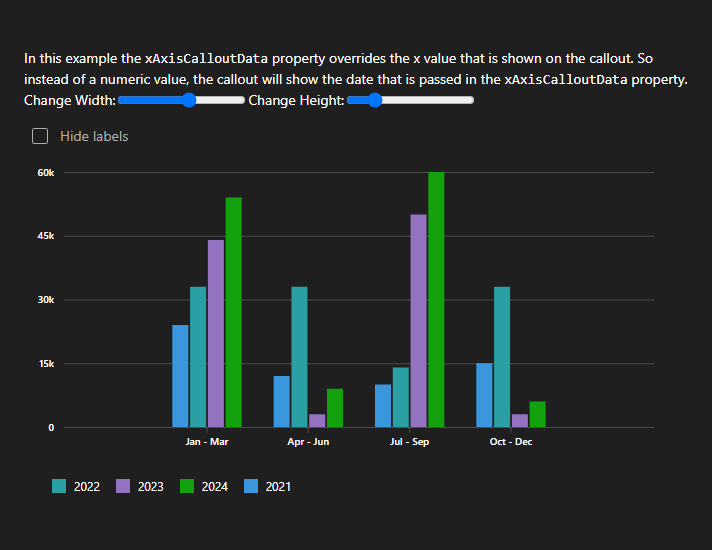 In this example the xAxisCalloutData property overrides the x value that is shown on the callout. So
instead of a numeric value, the callout will show the date that is passed in the xAxisCalloutData property.
Change Width: Change Height:
Hide labels
60k
45k
30k
15k
0
Jan - Mar Apr - Jun Jul - Sep Oct - Dec
2022 2023 2024 2021